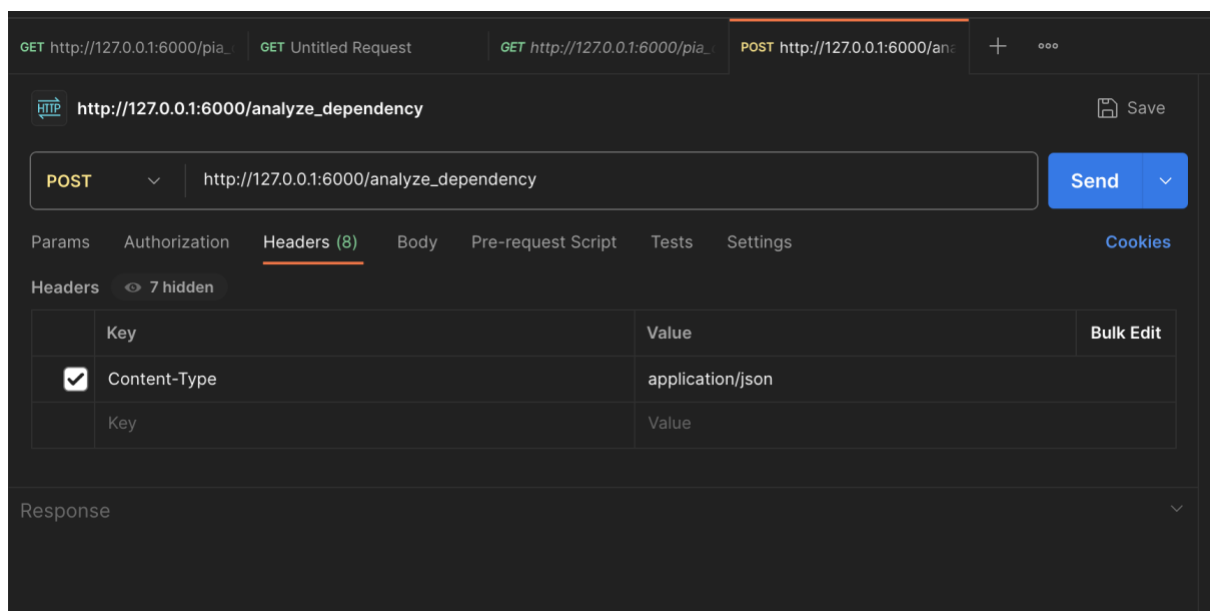 GET http://127.0.0.1:6000/pia_ GET Untitled Request GET http://127.0.0.1:6000/pia_ POST http://127.0.0.1:6000/ana
HTTP http://127.0.0.1:6000/analyze_dependency Save
POST http://127.0.0.1:6000/analyze_dependency Send
Params Authorization Headers (8) Body Pre-request Script Tests Settings Cookies
Headers 7 hidden
Key Value Bulk Edit
Content-Type application/json
Key Value
Response